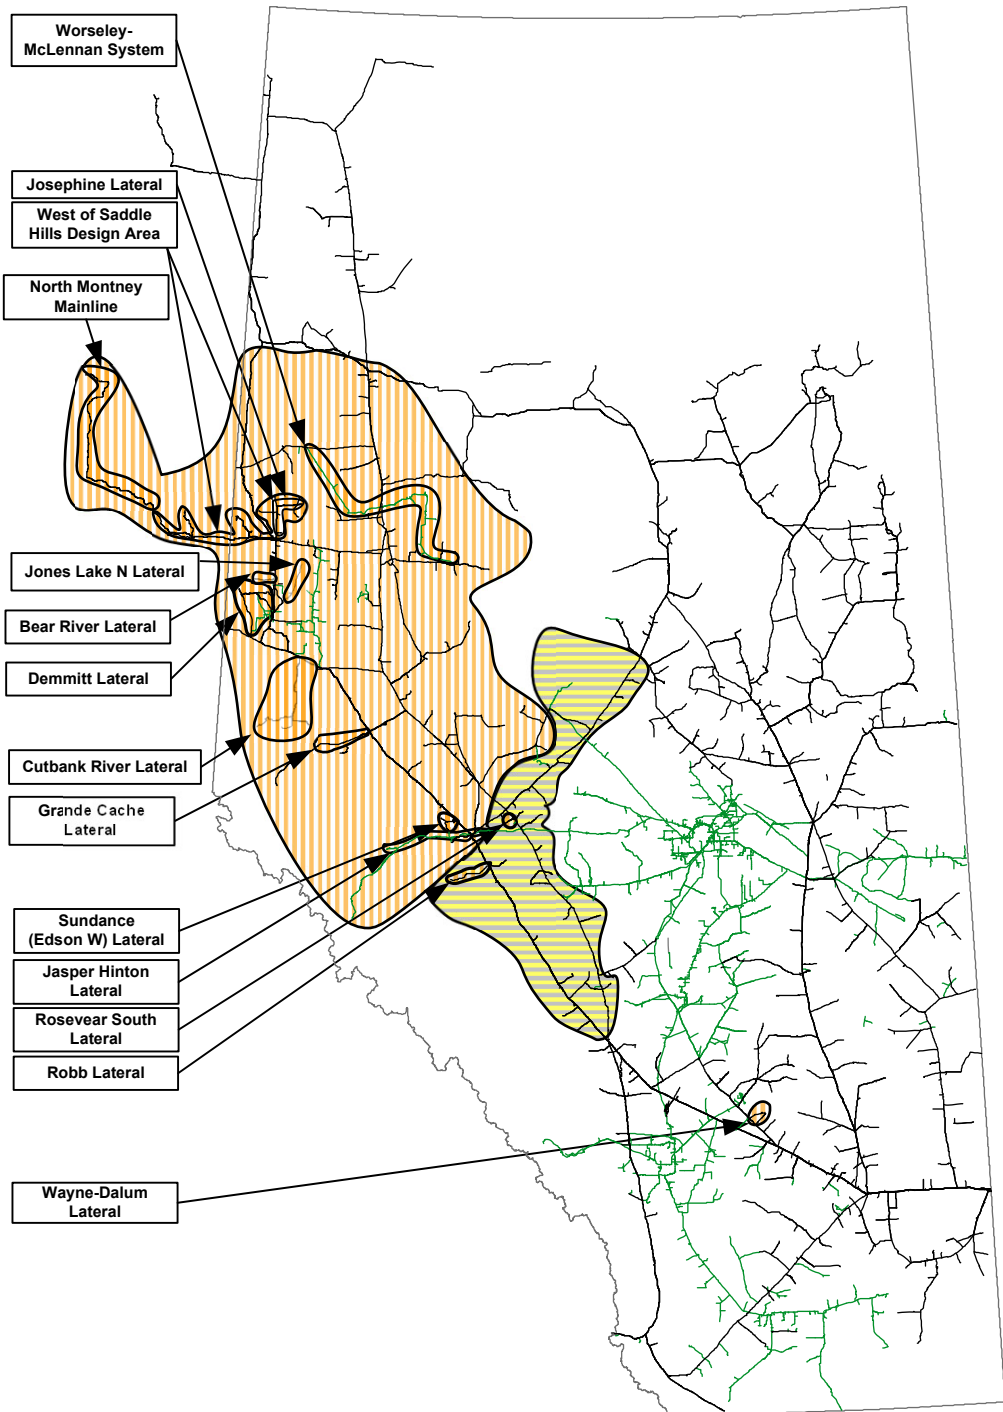 Worseley-
McLennan System
Josephine Lateral
West of Saddle
Hills Design Area
North Montney
Mainline
Jones Lake N Lateral
Bear River Lateral
Demmitt Lateral
Cutbank River Lateral
Grande Cache
Lateral
Sundance
(Edson W) Lateral
Jasper Hinton
Lateral
Rosevear South
Lateral
Robb Lateral
Wayne-Dalum
Lateral